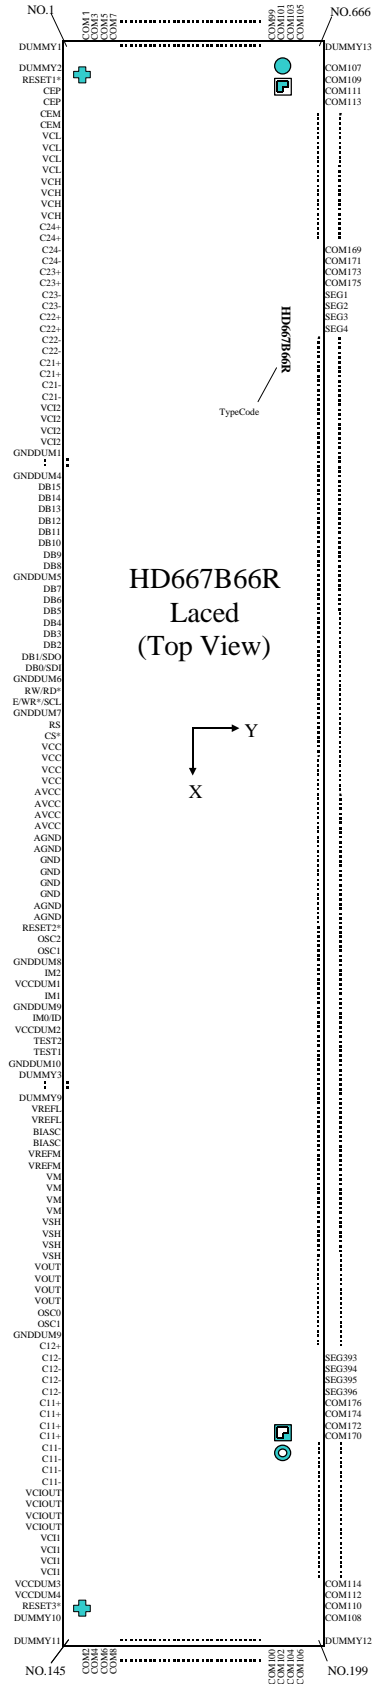 NO.1
COM1
COM3
COM5
COM7
COM99
COM101
COM103
COM105
NO.666
DUMMY1
DUMMY13
DUMMY2
COM107
RESET1*
COM109
CEP
COM111
CEP
COM113
CEM
CEM
VCL
VCL
VCL
VCL
VCH
VCH
VCH
VCH
C24+
C24+
C24-
COM169
C24-
COM171
C23+
COM173
C23+
COM175
C23-
SEG1
C23-
SEG2
C22+
SEG3
C22+
SEG4
C22-
C22-
C21+
C21+
C21-
C21-
VCI2
VCI2
VCI2
VCI2
GNDDUM1
HD667B66R
TypeCode
GNDDUM4
DB15
DB14
DB13
DB12
DB11
DB10
DB9
DB8
GNDDUM5
DB7
DB6
DB5
DB4
DB3
DB2
DB1/SDO
DB0/SDI
GNDDUM6
RW/RD*
E/WR*/SCL
GNDDUM7
RS
CS*
HD667B66R
Laced
(Top View)
Y
X
VCC
VCC
VCC
VCC
AVCC
AVCC
AVCC
AVCC
AGND
AGND
GND
GND
GND
GND
AGND
AGND
RESET2*
OSC2
OSC1
GNDDUM8
IM2
VCCDUM1
IM1
GNDDUM9
IM0/ID
VCCDUM2
TEST2
TEST1
GNDDUM10
DUMMY3
DUMMY9
VREFL
VREFL
BIASC
BIASC
VREFM
VREFM
VM
VM
VM
VM
VSH
VSH
VSH
VSH
VOUT
VOUT
VOUT
VOUT
OSC0
OSC1
GNDDUM9
C12+
C12-
SEG393
C12-
SEG394
C12-
SEG395
C12-
SEG396
C11+
COM176
C11+
COM174
C11+
COM172
C11+
COM170
C11-
C11-
C11-
C11-
VCIOUT
VCIOUT
VCIOUT
VCIOUT
VCI1
VCI1
VCI1
VCI1
VCCDUM3
COM114
VCCDUM4
COM112
RESET3*
COM110
DUMMY10
COM108
DUMMY11
DUMMY12
NO.145
COM2
COM4
COM6
COM8
COM100
COM102
COM104
COM106
NO.199